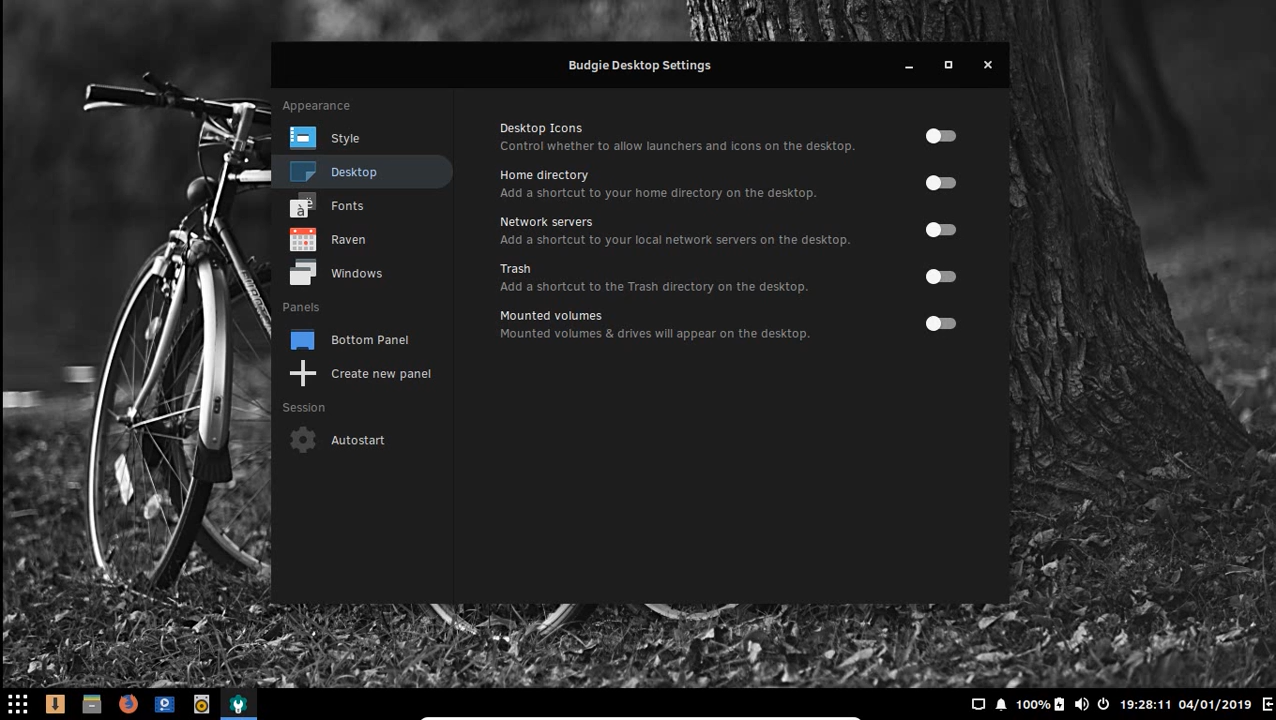 Budgie Desktop Settings
Appearance
Style
Desktop
Fonts
Raven
Windows
Panels
Bottom Panel
Create new panel
Session
Autostart
Desktop Icons
Control whether to allow launchers and icons on the desktop.
Home directory
Add a shortcut to your home directory on the desktop.
Network servers
Add a shortcut to your local network servers on the desktop.
Trash
Add a shortcut to the Trash directory on the desktop.
Mounted volumes
Mounted volumes & drives will appear on the desktop.
100% 19:28:11 04/01/2019